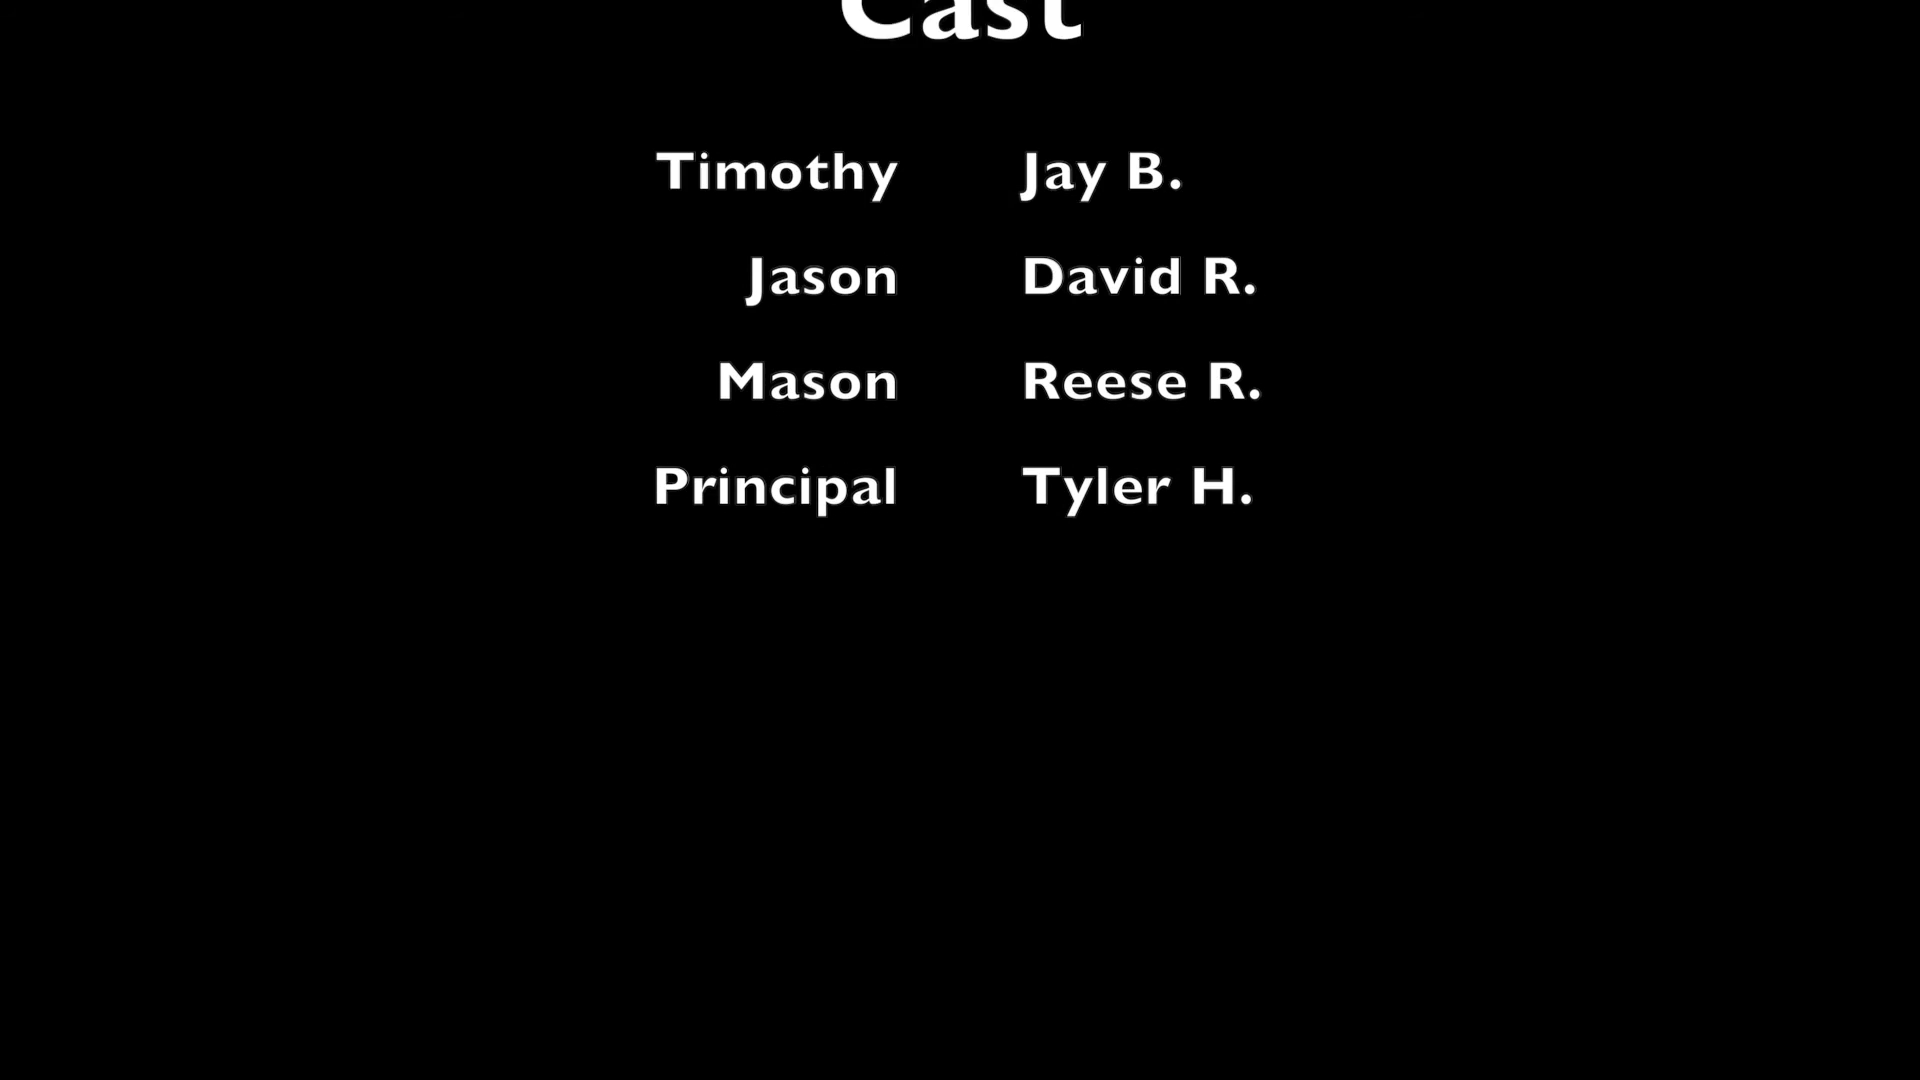 Cast
Timothy Jay B.
Jason David R.
Mason Reese R.
Principal Tyler H.